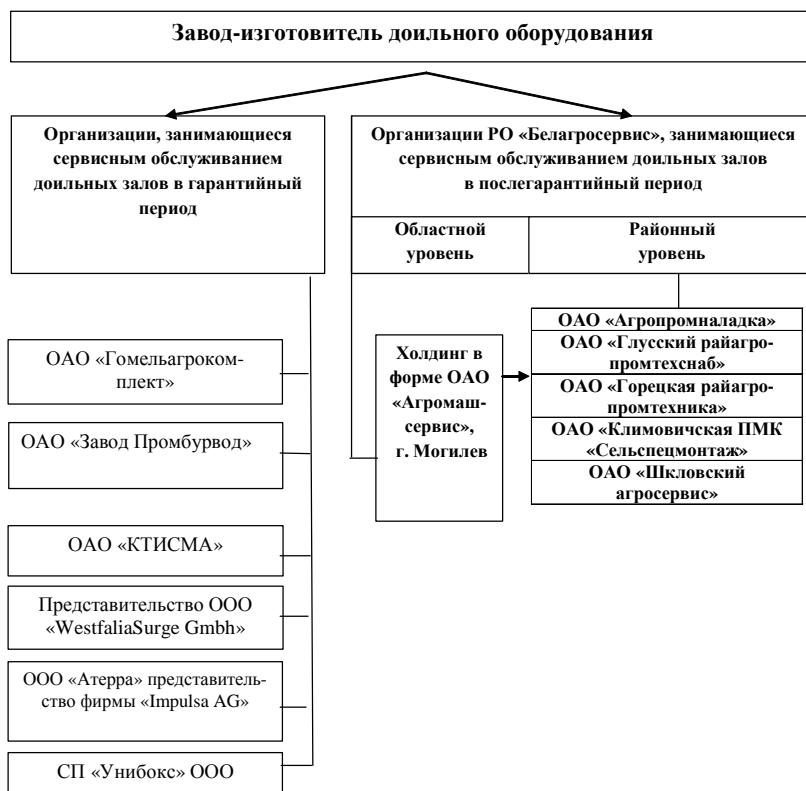 Завод-изготовитель доильного оборудования
Организации, занимающиеся
сервисным обслуживанием
доильных залов в гарантийный
период
Организации РО «Белагросервис», занимающиеся
сервисным обслуживанием доильных залов
в послегарантийный период
Областной
уровень
Районный
уровень
ОАО «Гомельагроком-
плект»
ОАО «Завод Промбурвод»
ОАО «КТИСМА»
Представительство ООО
«WestfaliaSurge Gmbh»
ООО «Атерра» представитель-
ство фирмы «Impulsa AG»
СП «Унибокс» ООО
Холдинг в
форме ОАО
«Агромаш-
сервис»,
г. Могилев
ОАО «Агропромналадка»
ОАО «Глусский райагро-
промтехснаб»
ОАО «Горецкая райагро-
промтехника»
ОАО «Климовичская ПМК
«Сельспецмонтаж»
ОАО «Шкловский
агросервис»